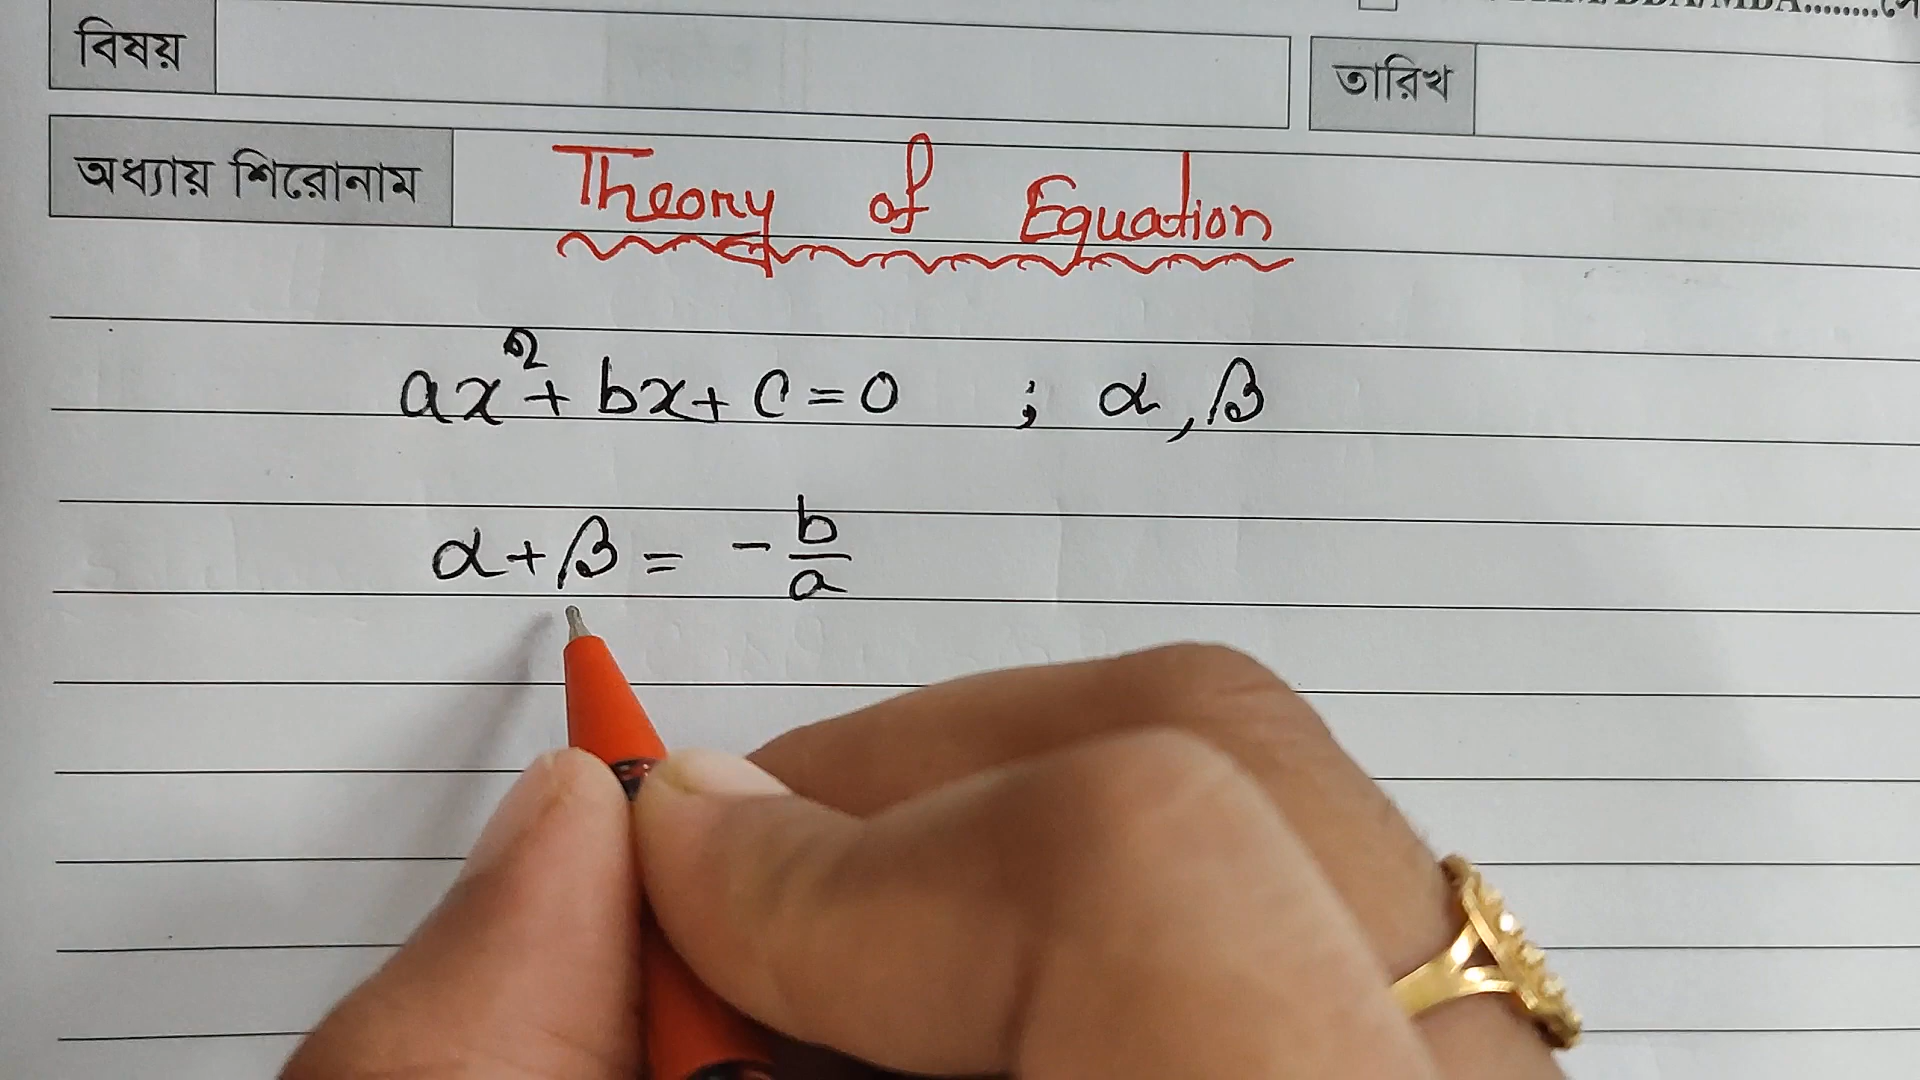 বিষয়
তারিখ
অধ্যায় শিরোনাম
Theory of Equation
ax²+bx+c=0 ; α,β
α+β = -b/a